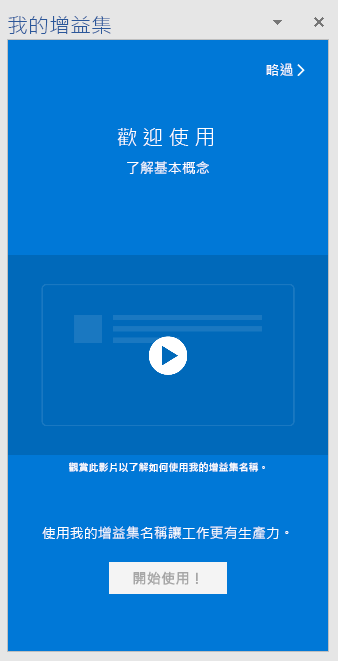 我的增益集
略過
歡迎使用
了解基本概念
觀賞此影片以了解如何使用我的增益集名稱。
使用我的增益集名稱讓工作更有生產力。
開始使用！